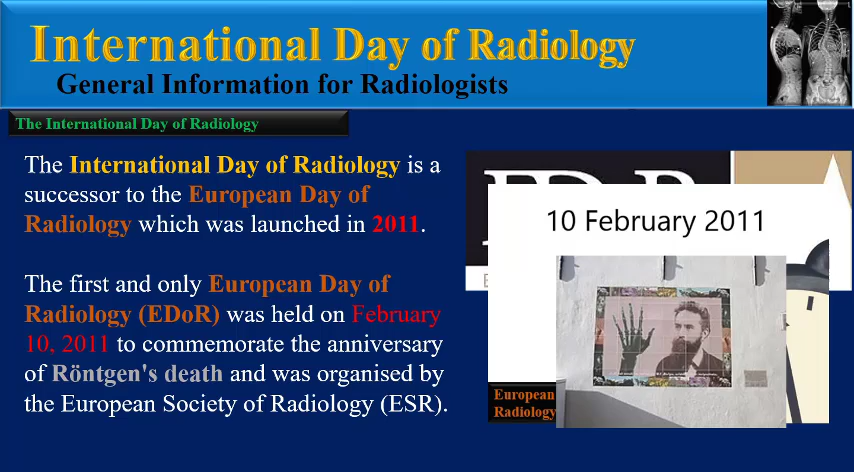 International Day of Radiology
General Information for Radiologists
The International Day of Radiology
The International Day of Radiology is a
successor to the European Day of
Radiology which was launched in 2011.
The first and only European Day of
Radiology (EDoR) was held on February
10, 2011 to commemorate the anniversary
of Röntgen's death and was organised by
the European Society of Radiology (ESR).
10 February 2011
European
Radiology